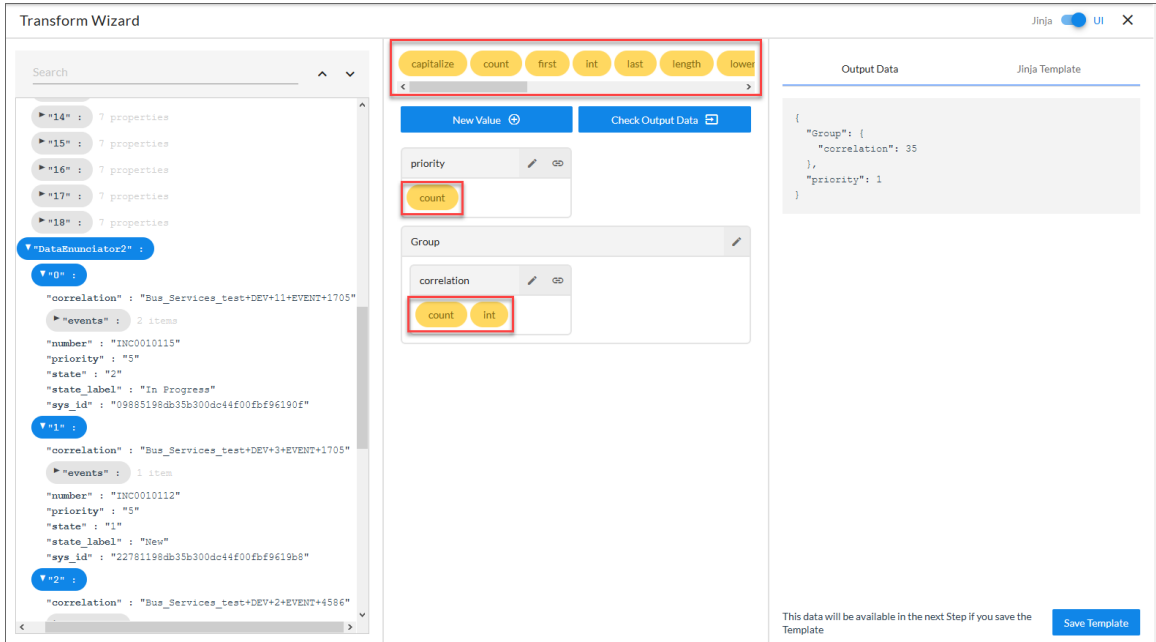 Transform Wizard
Jinja UI
Search
"14" : 7 properties
"15" : 7 properties
"16" : 7 properties
"17" : 7 properties
"18" : 7 properties
"DataEnunciator2" :
"0" :
"correlation" : "Bus_Services_test+DEV+11+EVENT+1705"
"events" : 2 items
"number" : "INC0010115"
"priority" : "5"
"state" : "2"
"state_label" : "In Progress"
"sys_id" : "09885198db35b300dc44f00fbf96190f"
"1" :
"correlation" : "Bus_Services_test+DEV+3+EVENT+1705"
"events" : 1 item
"number" : "INC0010112"
"priority" : "5"
"state" : "1"
"state_label" : "New"
"sys_id" : "22781198db35b300dc44f00fbf9619b8"
"2" :
"correlation" : "Bus_Services_test+DEV+2+EVENT+4586"
capitalize count first int last length lower
New Value Check Output Data
priority
count
Group
correlation
count int
Output Data Jinja Template
{
"Group": {
"correlation": 35
},
"priority": 1
}
This data will be available in the next Step if you save the
Template
Save Template